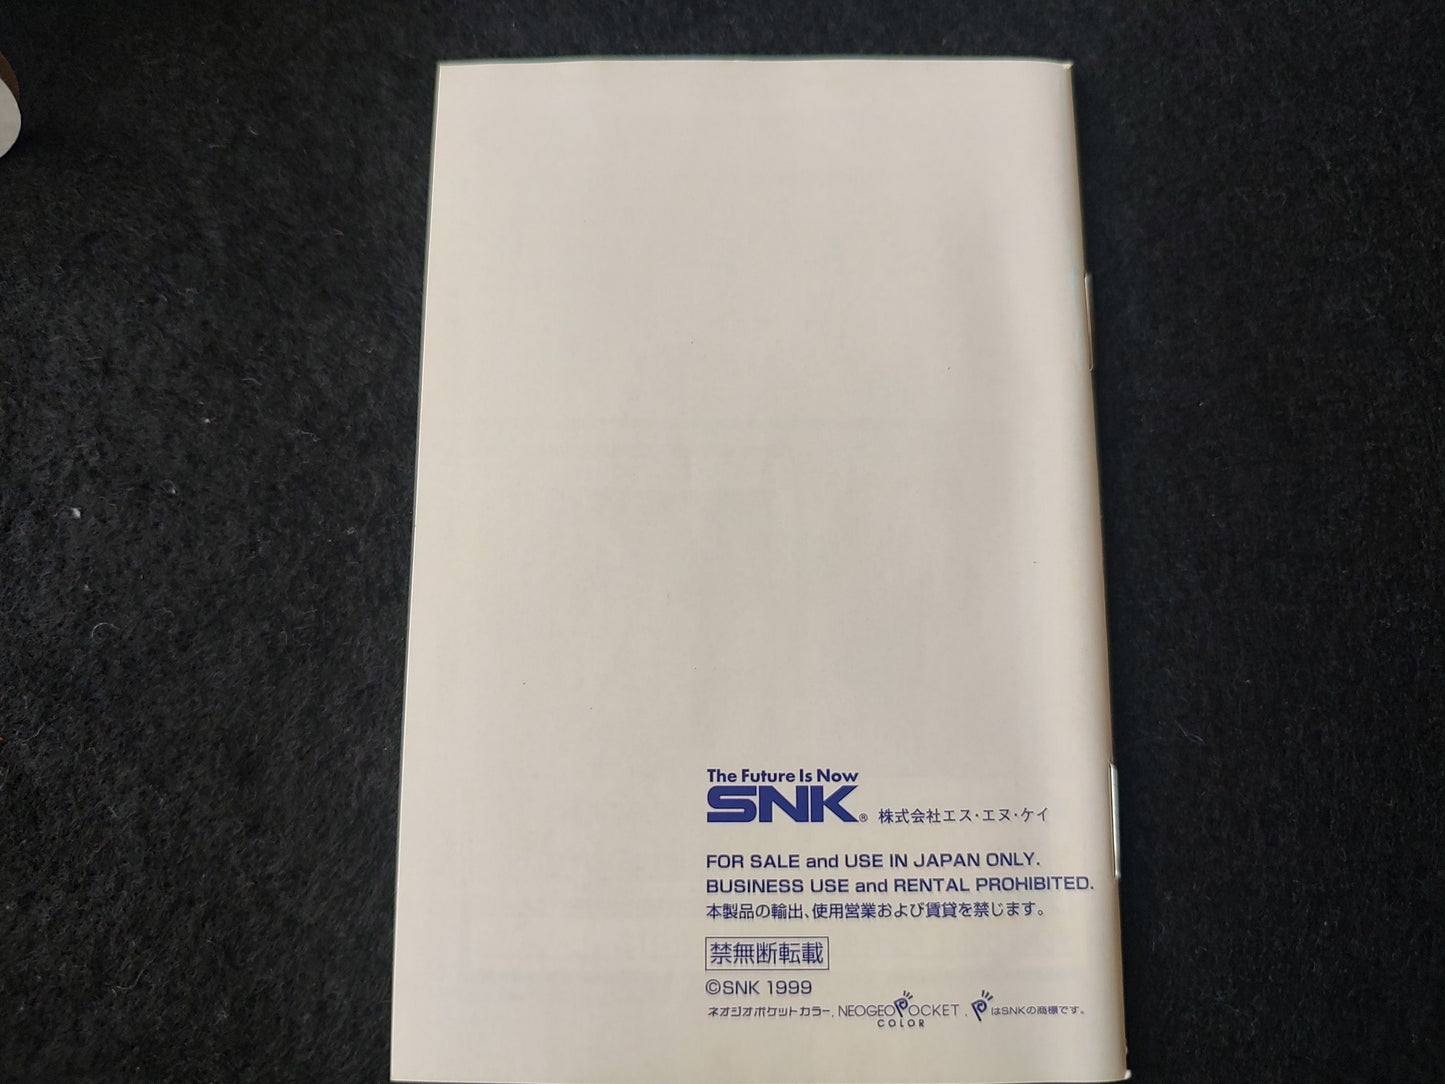 The Future Is Now
SNK® 株式会社エス・エヌ・ケイ
FOR SALE and USE IN JAPAN ONLY.
BUSINESS USE and RENTAL PROHIBITED.
本製品の輸出、使用営業および賃貸を禁じます。
禁無断転載
©SNK 1999
ネオジオポケットカラー, NEOGEO POCKET COLOR , P はSNKの商標です。